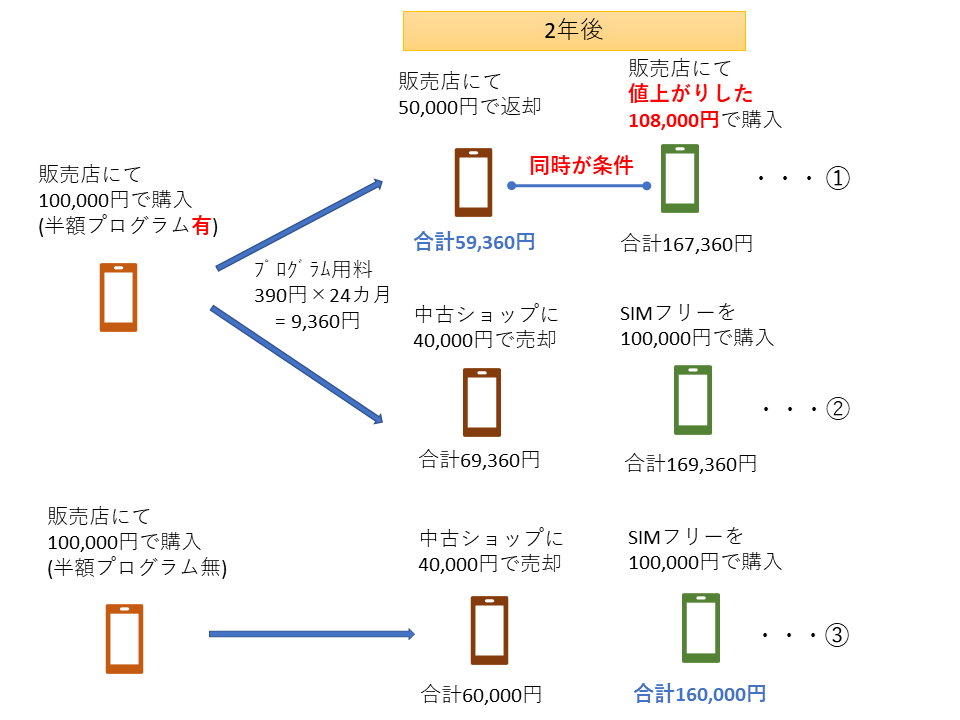 2年後
販売店にて
50,000円で返却
販売店にて
値上がりした
108,000円で購入
同時が条件
・・・①
販売店にて
100,000円で購入
(半額プログラム有)
合計59,360円
合計167,360円
ﾌﾟﾛｸﾞﾗﾑ用料
390円×24カ月
= 9,360円
中古ショップに
40,000円で売却
SIMフリーを
100,000円で購入
・・・②
合計69,360円
合計169,360円
販売店にて
100,000円で購入
(半額プログラム無)
中古ショップに
40,000円で売却
SIMフリーを
100,000円で購入
・・・③
合計60,000円
合計160,000円